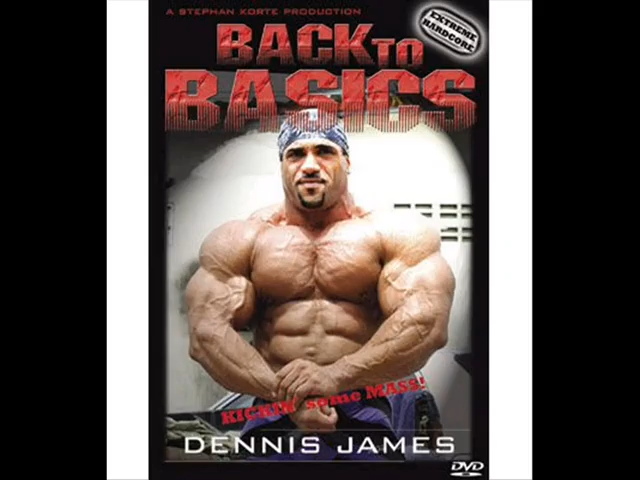 A STEPHAN KORTE PRODUCTION
EXTREME
HARDCORE
BACK TO
BASICS
KICKIN' some MASS!
DENNIS JAMES
DVD